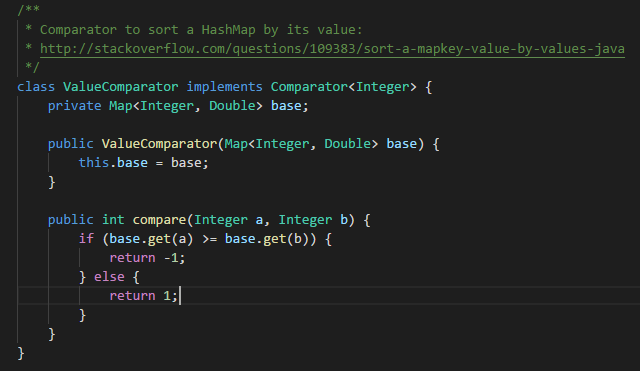 /**
 * Comparator to sort a HashMap by its value:
 * http://stackoverflow.com/questions/109383/sort-a-mapkey-value-by-values-java
 */
class ValueComparator implements Comparator<Integer> {
    private Map<Integer, Double> base;

    public ValueComparator(Map<Integer, Double> base) {
        this.base = base;
    }

    public int compare(Integer a, Integer b) {
        if (base.get(a) >= base.get(b)) {
            return -1;
        } else {
            return 1;
        }
    }
}